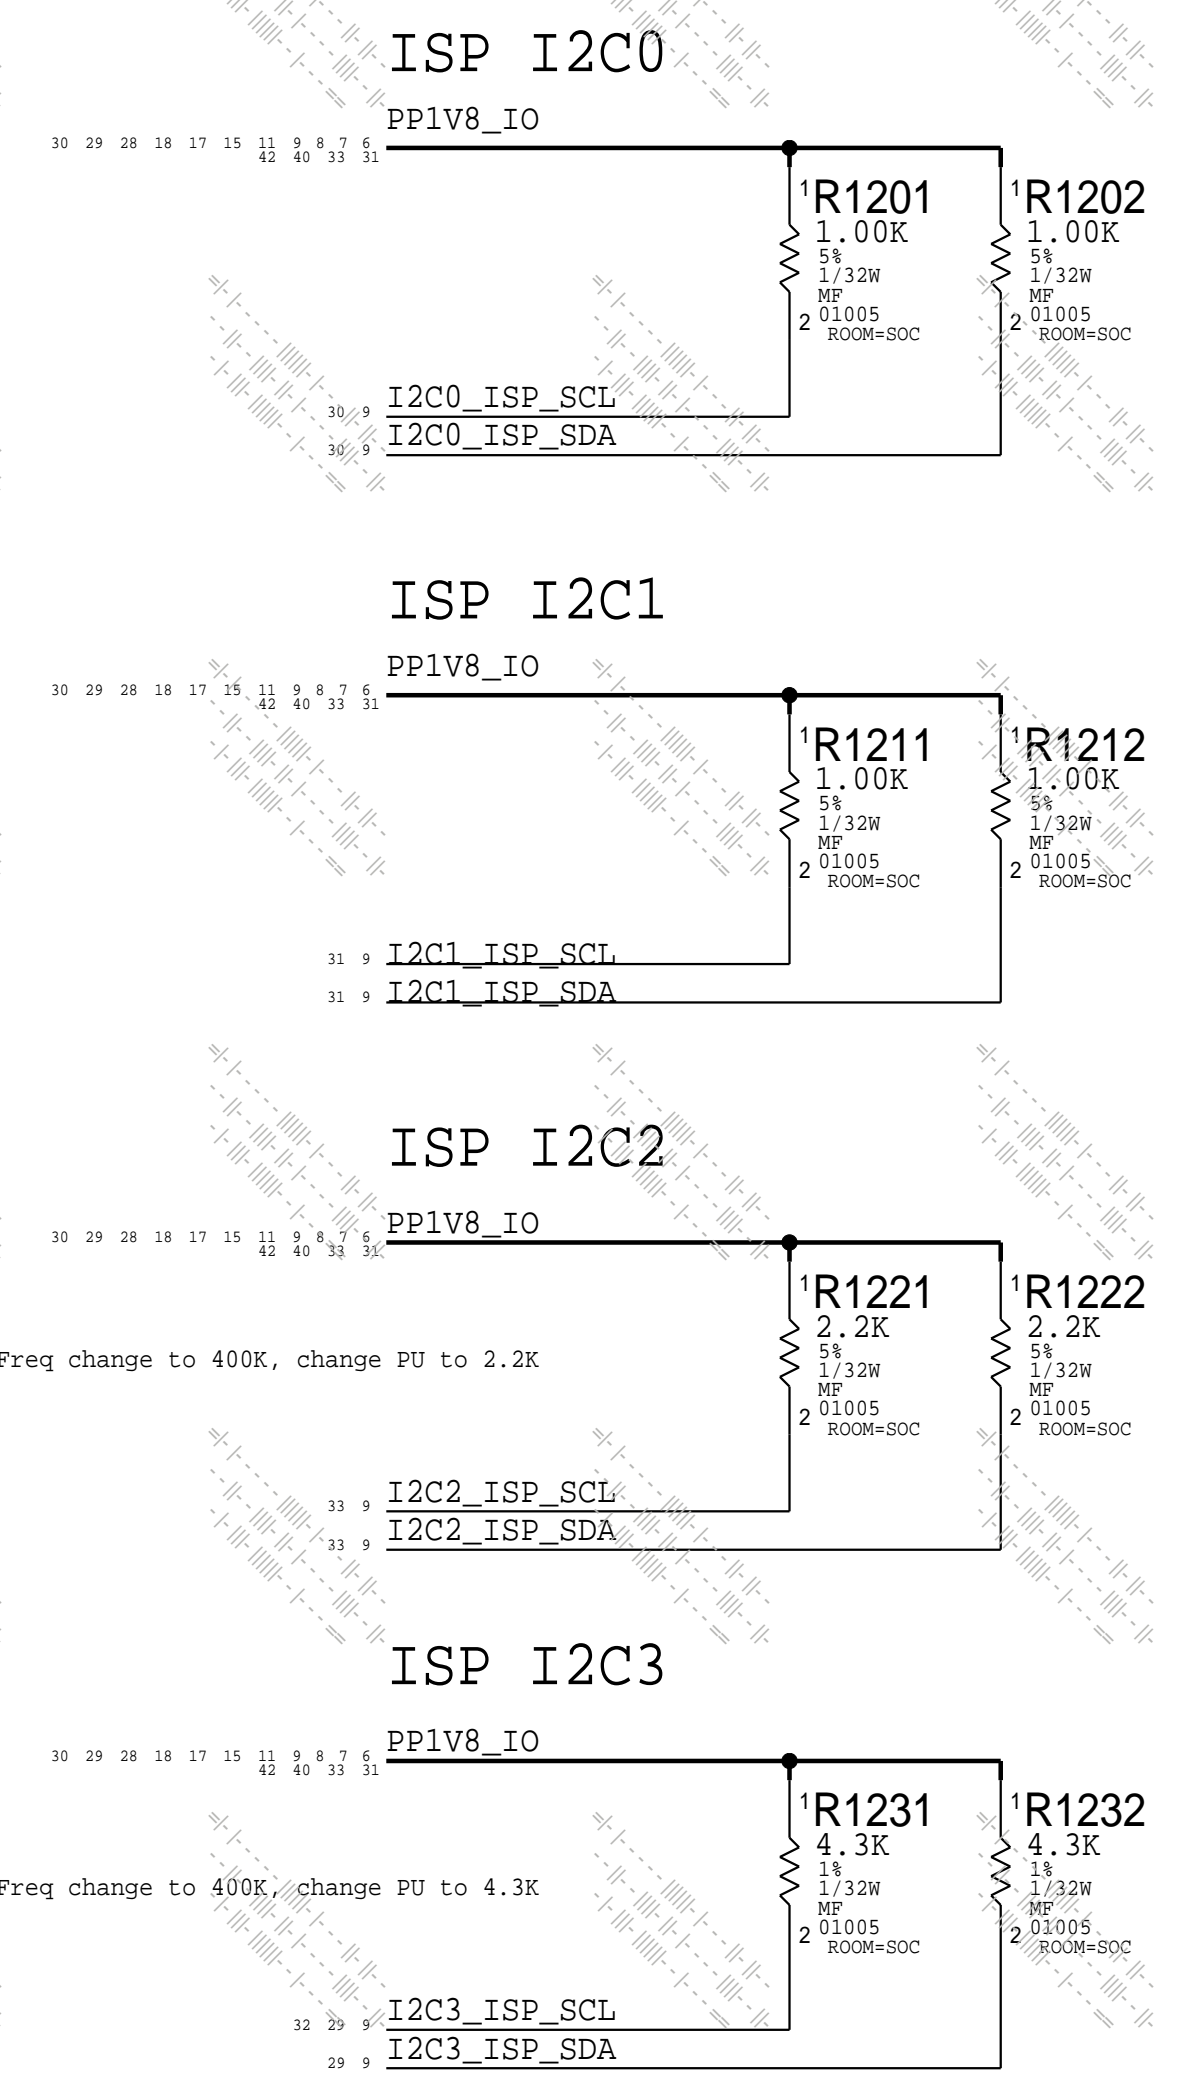 ISP I2C0
PP1V8_IO
30 29 28 18 17 15 11 9 8 7 6
42 40 33 31
1 R1201 1 R1202
1.00K 1.00K
5% 5%
1/32W 1/32W
MF MF
2 01005 2 01005
ROOM=SOC ROOM=SOC
30 9 I2C0_ISP_SCL
30 9 I2C0_ISP_SDA
ISP I2C1
PP1V8_IO
30 29 28 18 17 15 11 9 8 7 6
42 40 33 31
1 R1211 1 R1212
1.00K 1.00K
5% 5%
1/32W 1/32W
MF MF
2 01005 2 01005
ROOM=SOC ROOM=SOC
31 9 I2C1_ISP_SCL
31 9 I2C1_ISP_SDA
ISP I2C2
PP1V8_IO
30 29 28 18 17 15 11 9 8 7 6
42 40 33 31
1 R1221 1 R1222
2.2K 2.2K
5% 5%
Freq change to 400K, change PU to 2.2K
1/32W 1/32W
MF MF
2 01005 2 01005
ROOM=SOC ROOM=SOC
33 9 I2C2_ISP_SCL
33 9 I2C2_ISP_SDA
ISP I2C3
PP1V8_IO
30 29 28 18 17 15 11 9 8 7 6
42 40 33 31
1 R1231 1 R1232
4.3K 4.3K
1% 1%
Freq change to 400K, change PU to 4.3K
1/32W 1/32W
MF MF
2 01005 2 01005
ROOM=SOC ROOM=SOC
32 29 9 I2C3_ISP_SCL
29 9 I2C3_ISP_SDA